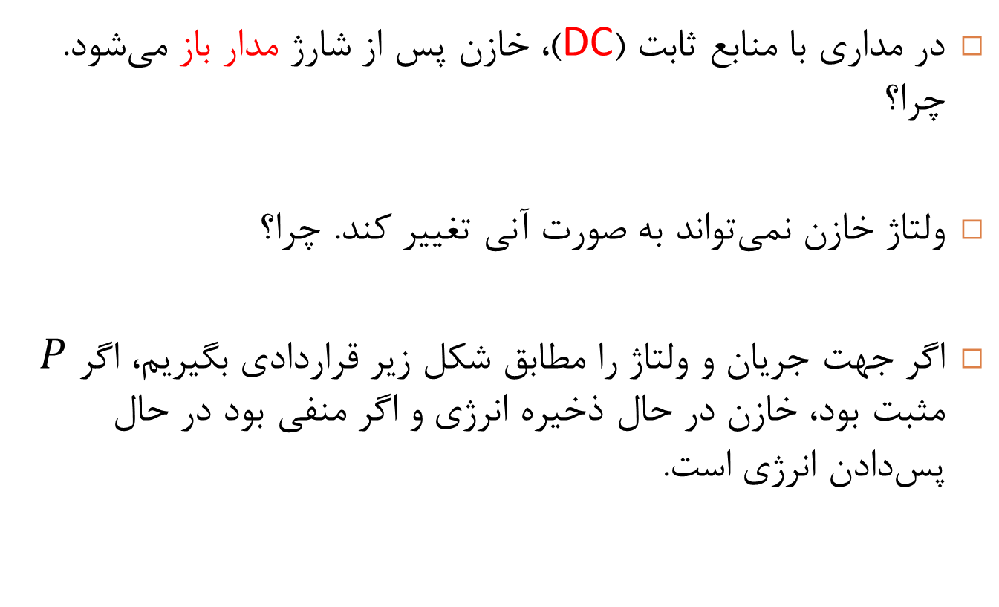 در مداری با منابع ثابت (DC)، خازن پس از شارژ مدار باز می‌شود.
چرا؟
ولتاژ خازن نمی‌تواند به صورت آنی تغییر کند. چرا؟
اگر جهت جریان و ولتاژ را مطابق شکل زیر قراردادی بگیریم، اگر P
مثبت بود، خازن در حال ذخیره انرژی و اگر منفی بود در حال
پس‌دادن انرژی است.